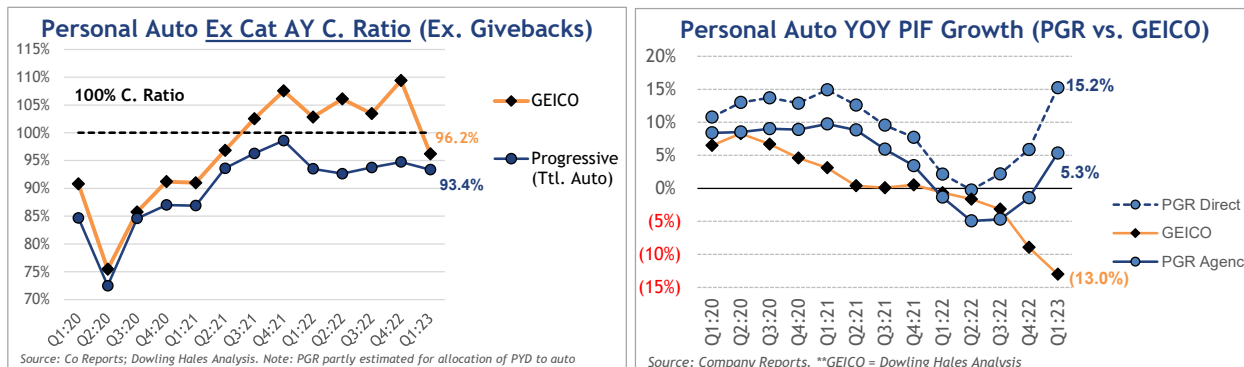 Personal Auto Ex Cat AY C. Ratio (Ex. Givebacks)
115%
110%
105%
100%
95%
90%
85%
80%
75%
70%
100% C. Ratio
96.2%
93.4%
GEICO
Progressive
(Ttl. Auto)
Q1:20
Q2:20
Q3:20
Q4:20
Q1:21
Q2:21
Q3:21
Q4:21
Q1:22
Q2:22
Q3:22
Q4:22
Q1:23
Source: Co Reports; Dowling Hales Analysis. Note: PGR partly estimated for allocation of PYD to auto
Personal Auto YOY PIF Growth (PGR vs. GEICO)
20%
15%
10%
5%
0%
(5%)
(10%)
(15%)
15.2%
5.3%
(13.0%)
PGR Direct
GEICO
PGR Agenc
Q1:20
Q2:20
Q3:20
Q4:20
Q1:21
Q2:21
Q3:21
Q4:21
Q1:22
Q2:22
Q3:22
Q4:22
Q1:23
Source: Company Reports. **GEICO = Dowling Hales Analysis